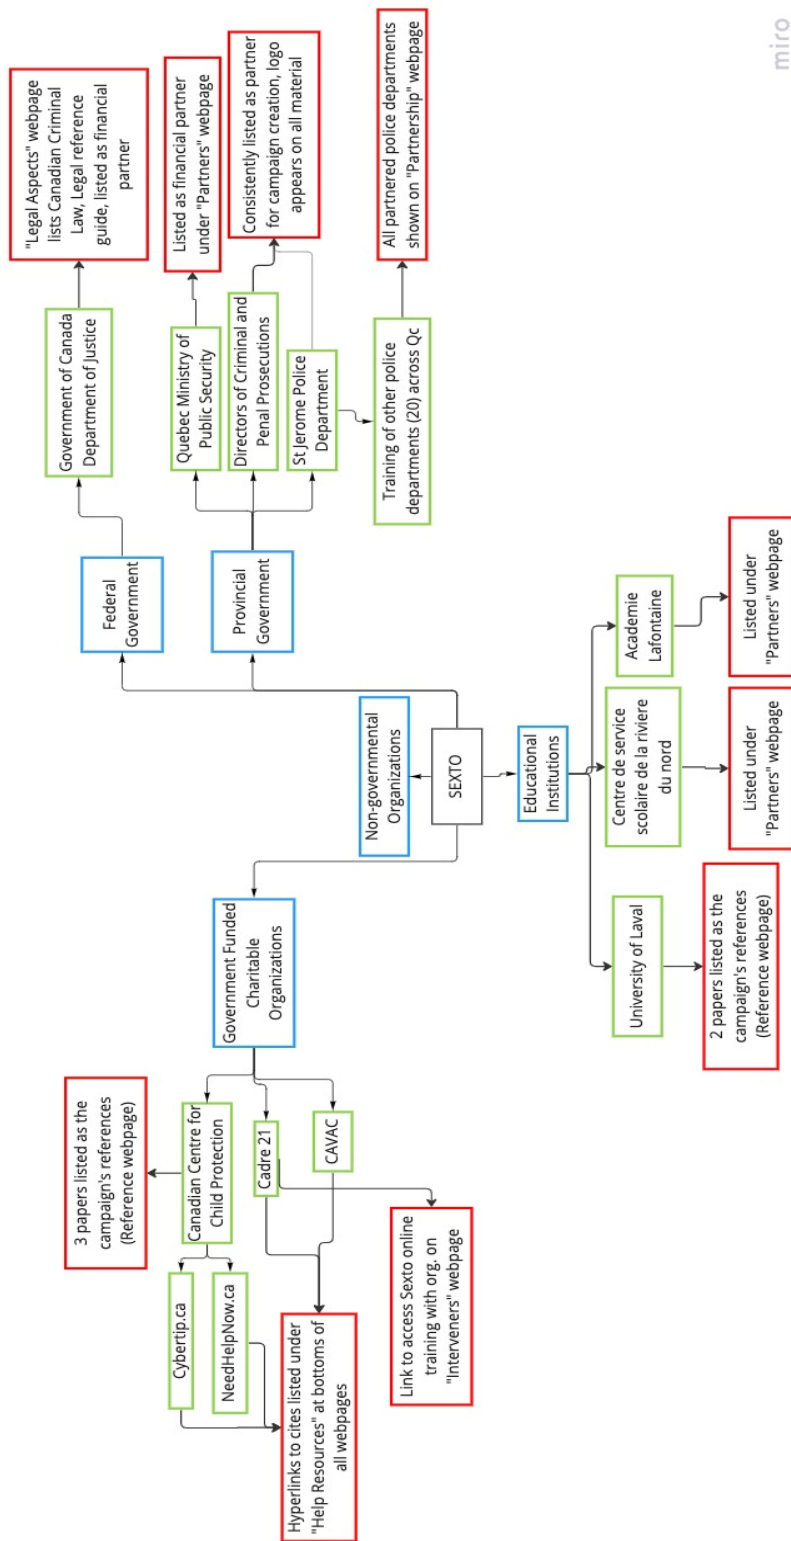 "Legal Aspects" webpage
lists Canadian Criminal
Law, Legal reference
guide, listed as financial
partner
Listed as financial partner
under "Partners" webpage
Consistently listed as partner
for campaign creation, logo
appears on all material
All partnered police departments
shown on "Partnership" webpage
Government of Canada
Department of Justice
Quebec Ministry of
Public Security
Directors of Criminal and
Penal Prosecutions
St Jerome Police
Department
Training of other police
departments (20) across Qc
Federal
Government
Provincial
Government
Non-governmental
Organizations
SEXTO
Educational
Institutions
Academie
Lafontaine
Listed under
"Partners" webpage
Centre de service
scolaire de la riviere
du nord
Listed under
"Partners" webpage
University of Laval
2 papers listed as the
campaign's references
(Reference webpage)
Government Funded
Charitable
Organizations
3 papers listed as the
campaign's references
(Reference webpage)
Canadian Centre for
Child Protection
Cadre 21
CAVAC
Cybertip.ca
NeedHelpNow.ca
Hyperlinks to cites listed under
"Help Resources" at bottoms of
all webpages
Link to access Sexto online
training with org. on
"Interveners" webpage
miro